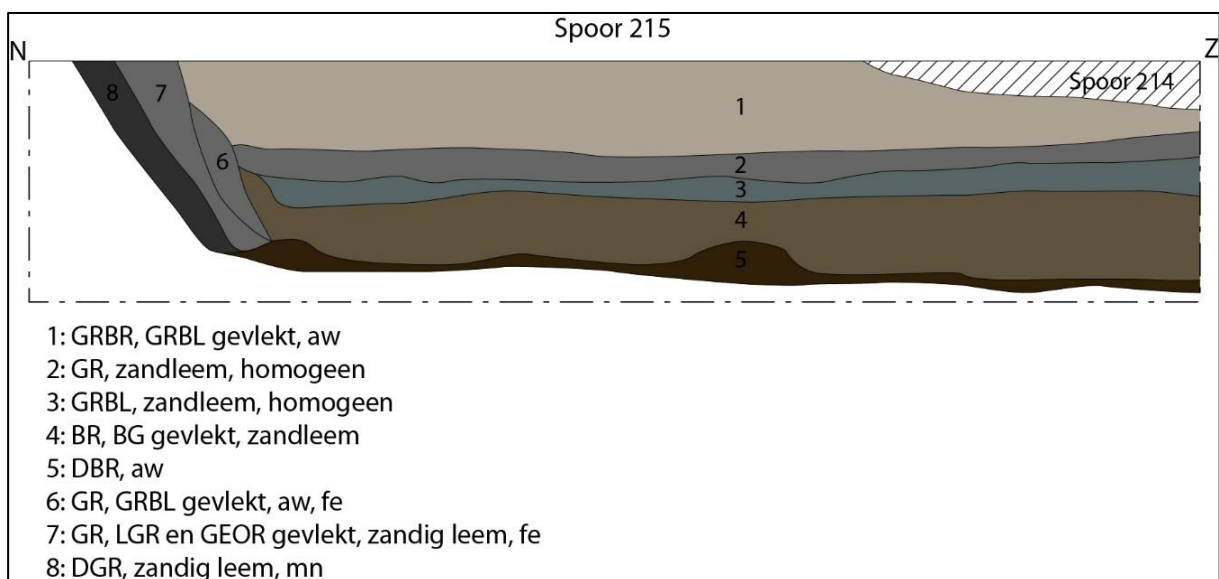 Spoor 215
N
Z
Spoor 214
8
7
1
6
2
3
4
5
1: GRBR, GRBL gevlekt, aw
2: GR, zandleem, homogeen
3: GRBL, zandleem, homogeen
4: BR, BG gevlekt, zandleem
5: DBR, aw
6: GR, GRBL gevlekt, aw, fe
7: GR, LGR en GEOR gevlekt, zandig leem, fe
8: DGR, zandig leem, mn